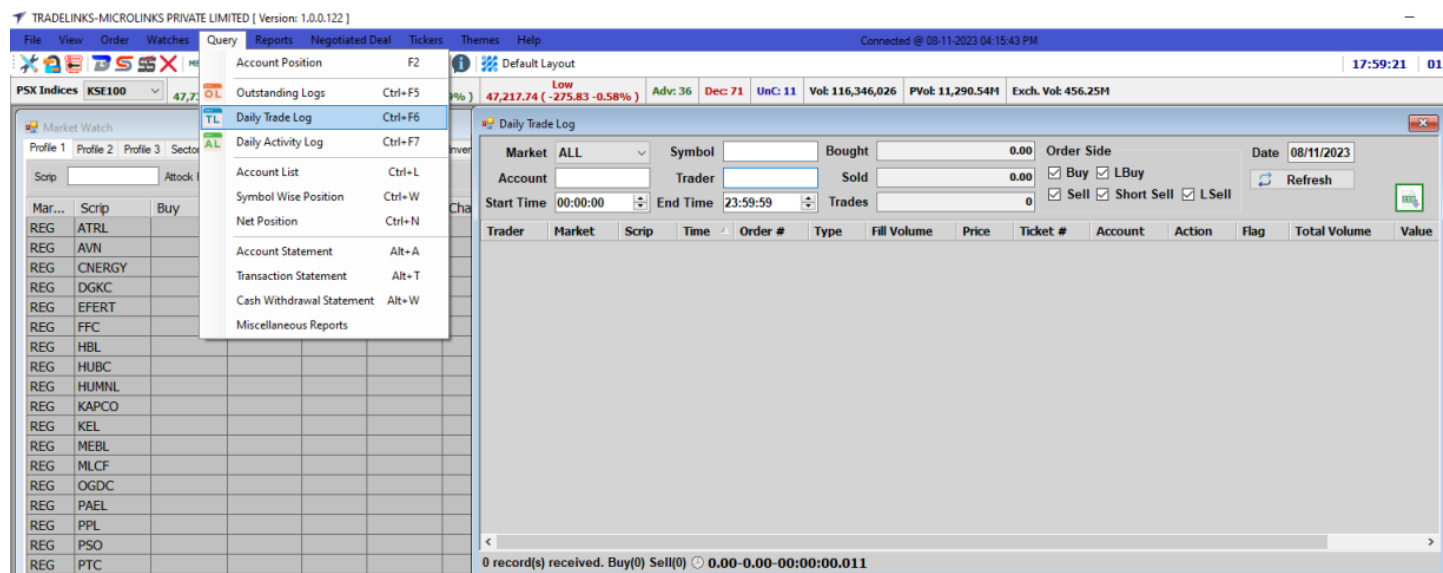 TRADELINKS-MICROLINKS PRIVATE LIMITED [ Version: 1.0.0.122 ]
File View Order Watches Query Reports Negotiated Deal Tickers Themes Help Connected @ 08-11-2023 04:15:43 PM
Default Layout 17:59:21 01
PSX Indices KSE100 Low 47,217.74 ( -275.83 -0.58% ) Adv: 36 Dec: 71 UnC: 11 Vol: 116,346,026 PVol: 11,290.54M Exch. Vol: 456.25M
Account Position F2
OL Outstanding Logs Ctrl+F5
TL Daily Trade Log Ctrl+F6
AL Daily Activity Log Ctrl+F7
Account List Ctrl+L
Symbol Wise Position Ctrl+W
Net Position Ctrl+N
Account Statement Alt+A
Transaction Statement Alt+T
Cash Withdrawal Statement Alt+W
Miscellaneous Reports
Market Watch
Profile 1 Profile 2 Profile 3
Scrip
Mar... Scrip Buy
REG ATRL
REG AVN
REG CNERGY
REG DGKC
REG EFERT
REG FFC
REG HBL
REG HUBC
REG HUMNL
REG KAPCO
REG KEL
REG MEBL
REG MLCF
REG OGDC
REG PAEL
REG PPL
REG PSO
REG PTC
Daily Trade Log
Market ALL Symbol Bought 0.00 Order Side Date 08/11/2023
Account Trader Sold 0.00 Buy LBuy Refresh
Start Time 00:00:00 End Time 23:59:59 Trades 0 Sell Short Sell LSell
Trader Market Scrip Time Order # Type Fill Volume Price Ticket # Account Action Flag Total Volume Value
0 record(s) received. Buy(0) Sell(0) 0.00-0.00-00:00:00.011